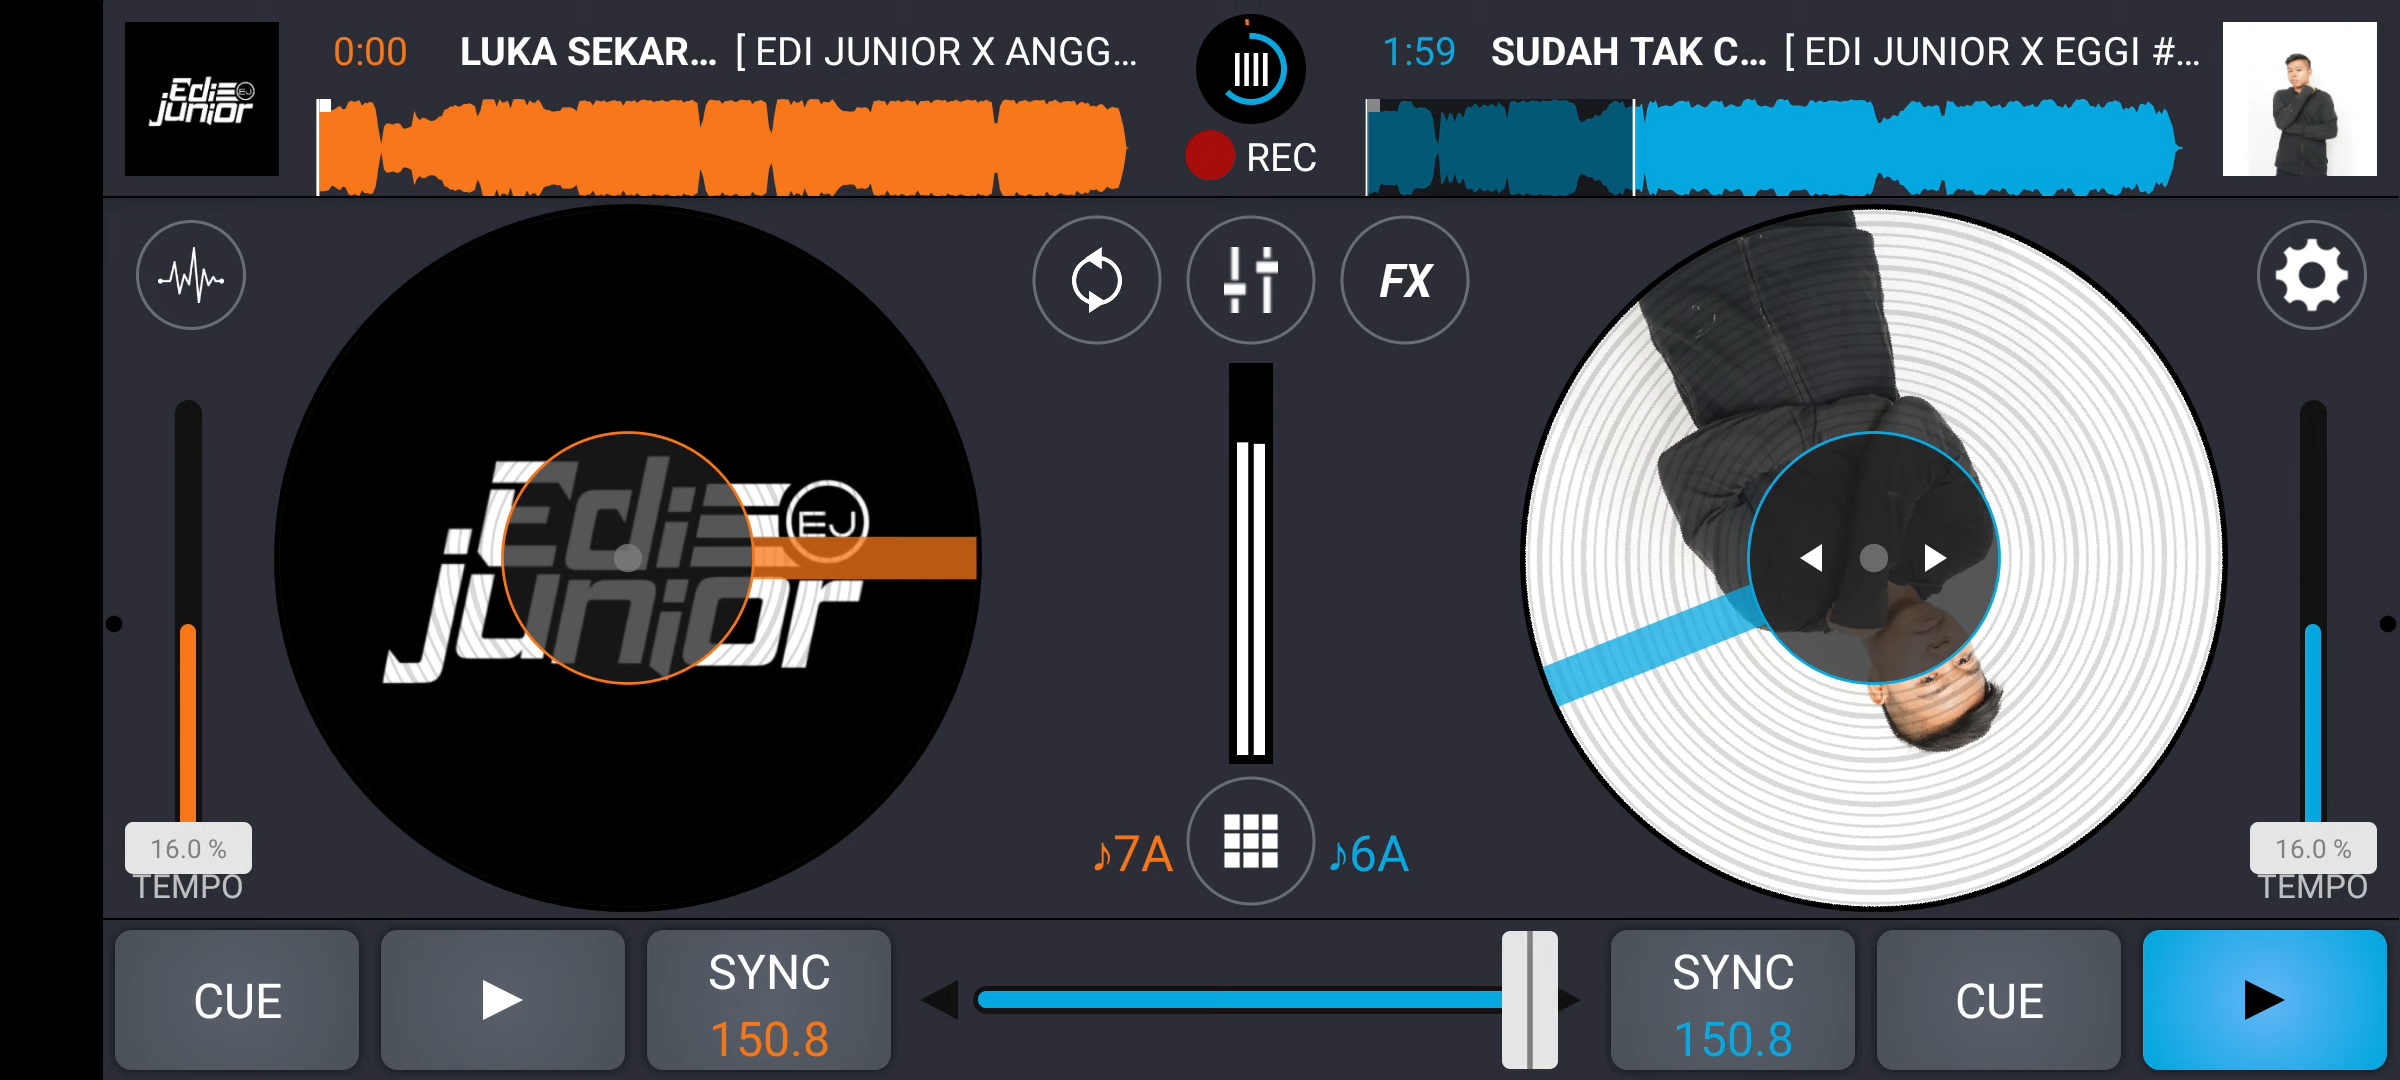 Edi EJ
junior
0:00 LUKA SEKAR... [ EDI JUNIOR X ANGG...
1:59 SUDAH TAK C... [ EDI JUNIOR X EGGI #...
REC
FX
Edi EJ
junior
16.0 %
TEMPO
♪7A
♪6A
16.0 %
TEMPO
CUE
SYNC
150.8
SYNC
150.8
CUE